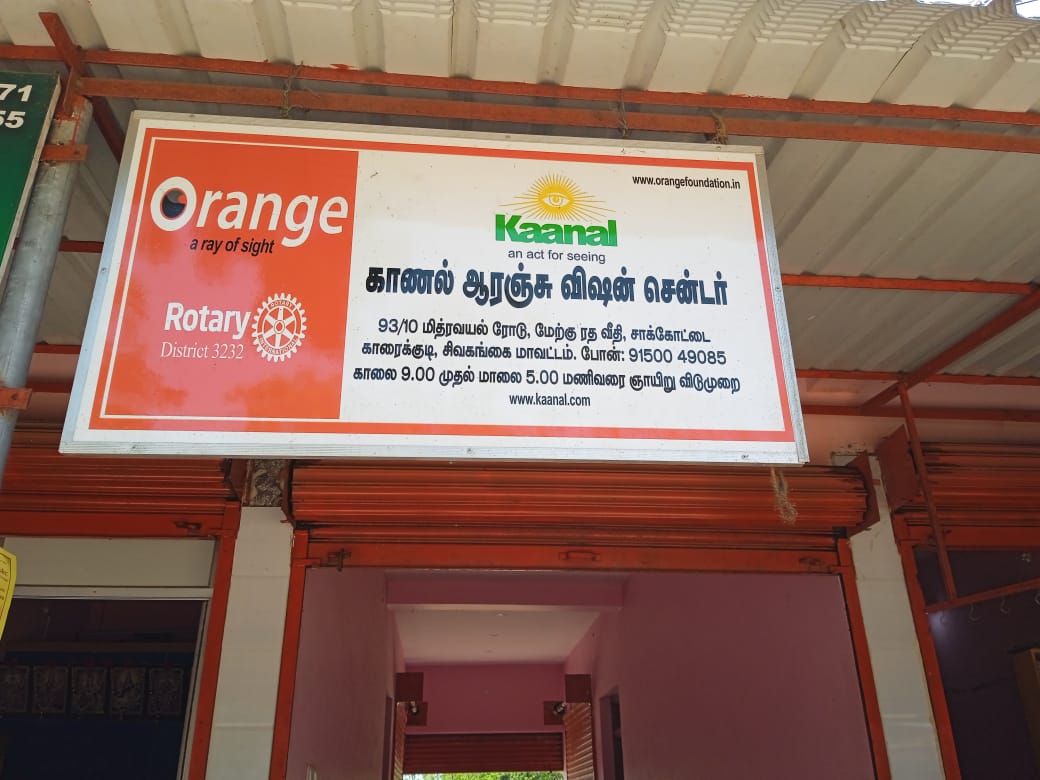 71
55
Orange
a ray of sight
Rotary
District 3232
www.orangefoundation.in
Kaanal
an act for seeing
காணல் ஆரஞ்சு விஷன் சென்டர்
93/10 மித்ரவயல் ரோடு, மேற்கு ரத வீதி, சாக்கோட்டை
காரைக்குடி, சிவகங்கை மாவட்டம். போன்: 91500 49085
காலை 9.00 முதல் மாலை 5.00 மணிவரை ஞாயிறு விடுமுறை
www.kaanal.com